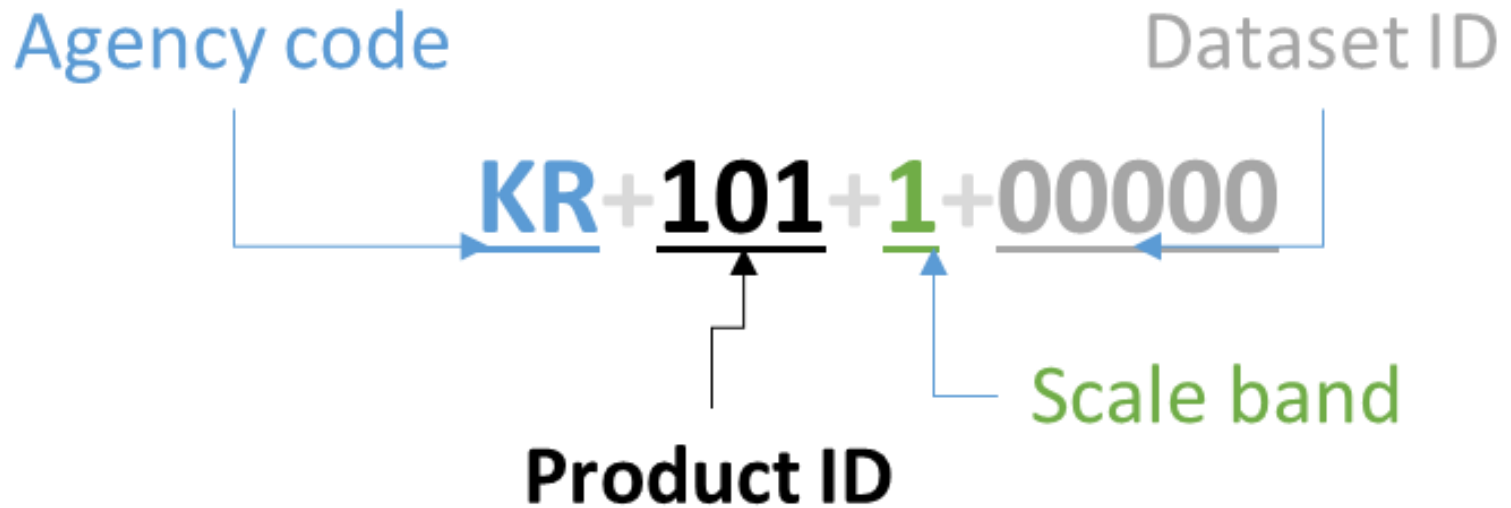 Agency code
Dataset ID
KR+101+1+00000
Scale band
Product ID